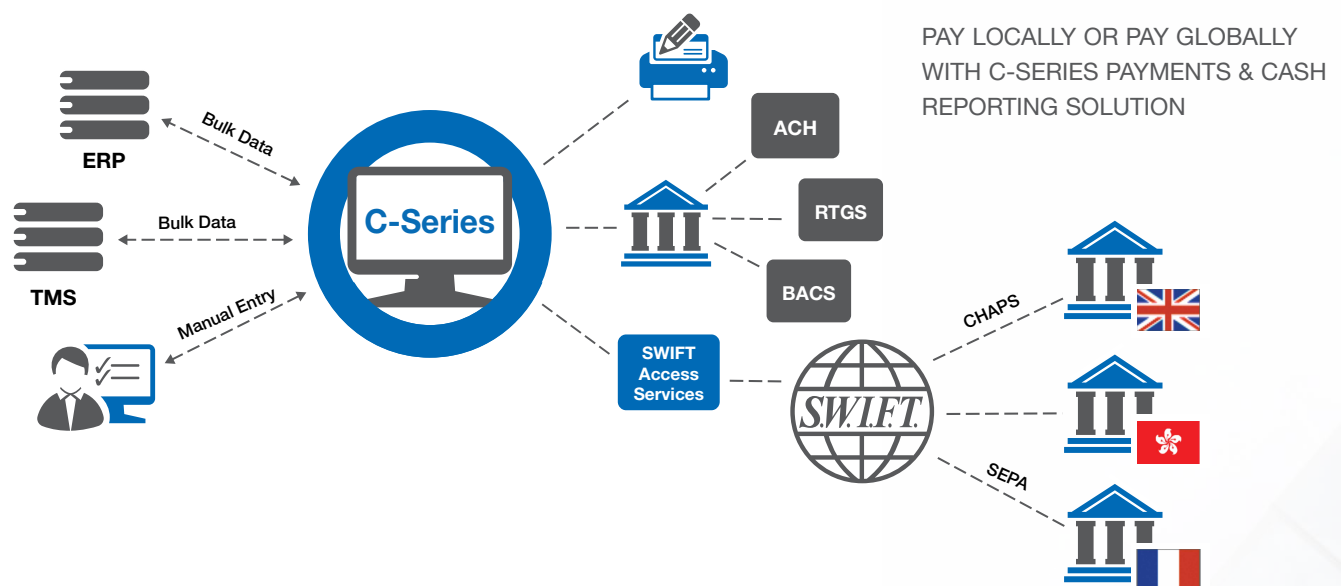 PAY LOCALLY OR PAY GLOBALLY
WITH C-SERIES PAYMENTS & CASH
REPORTING SOLUTION
ERP
Bulk Data
TMS
Bulk Data
Manual Entry
C-Series
ACH
RTGS
BACS
SWIFT
Access
Services
S.W.I.F.T.
CHAPS
SEPA